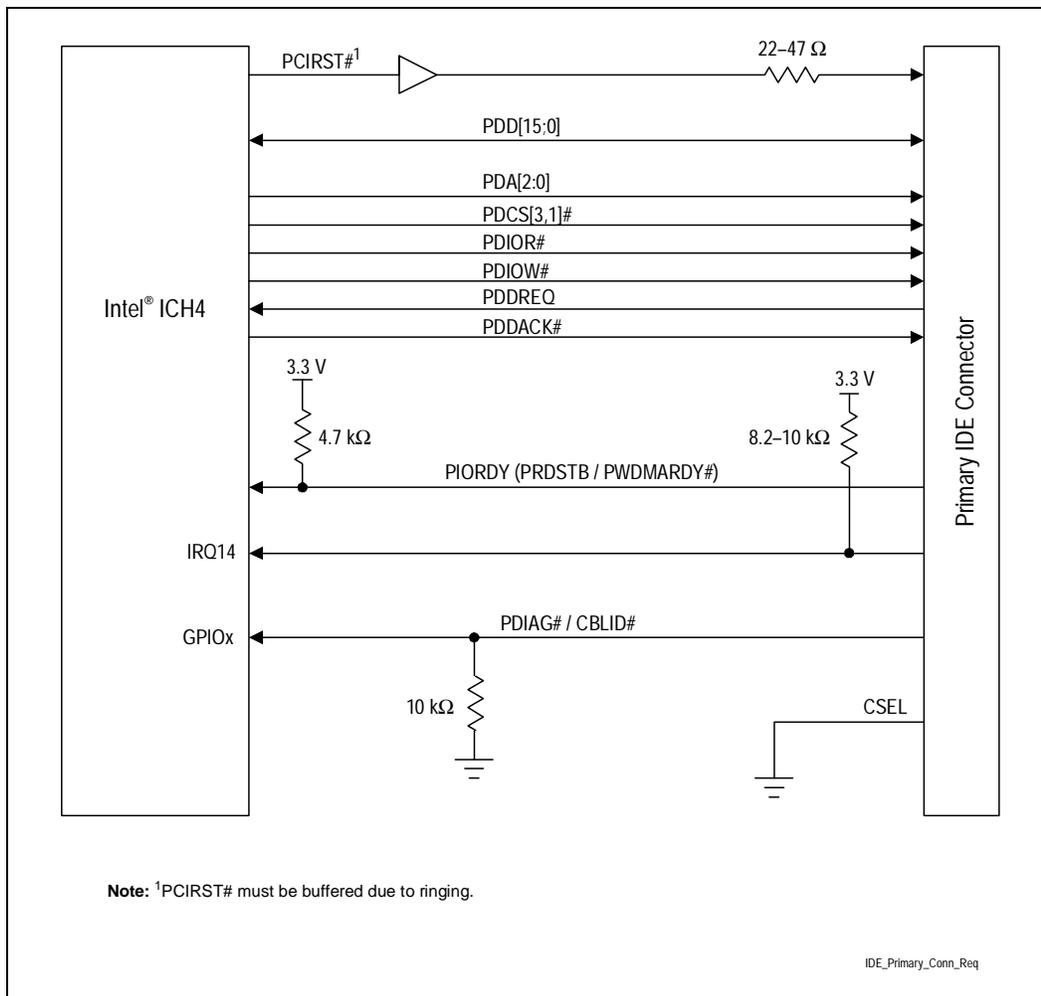 22–47 Ω
PCIRST#¹
PDD[15;0]
PDA[2:0]
PDCS[3,1]#
PDIOR#
PDIOW#
PDDREQ
PDDACK#
Intel® ICH4
Primary IDE Connector
3.3 V
3.3 V
4.7 kΩ
8.2–10 kΩ
PIORDY (PRDSTB / PWDMARDY#)
IRQ14
PDIAG# / CBLID#
GPIOx
10 kΩ
CSEL
Note: ¹PCIRST# must be buffered due to ringing.
IDE_Primary_Conn_Req